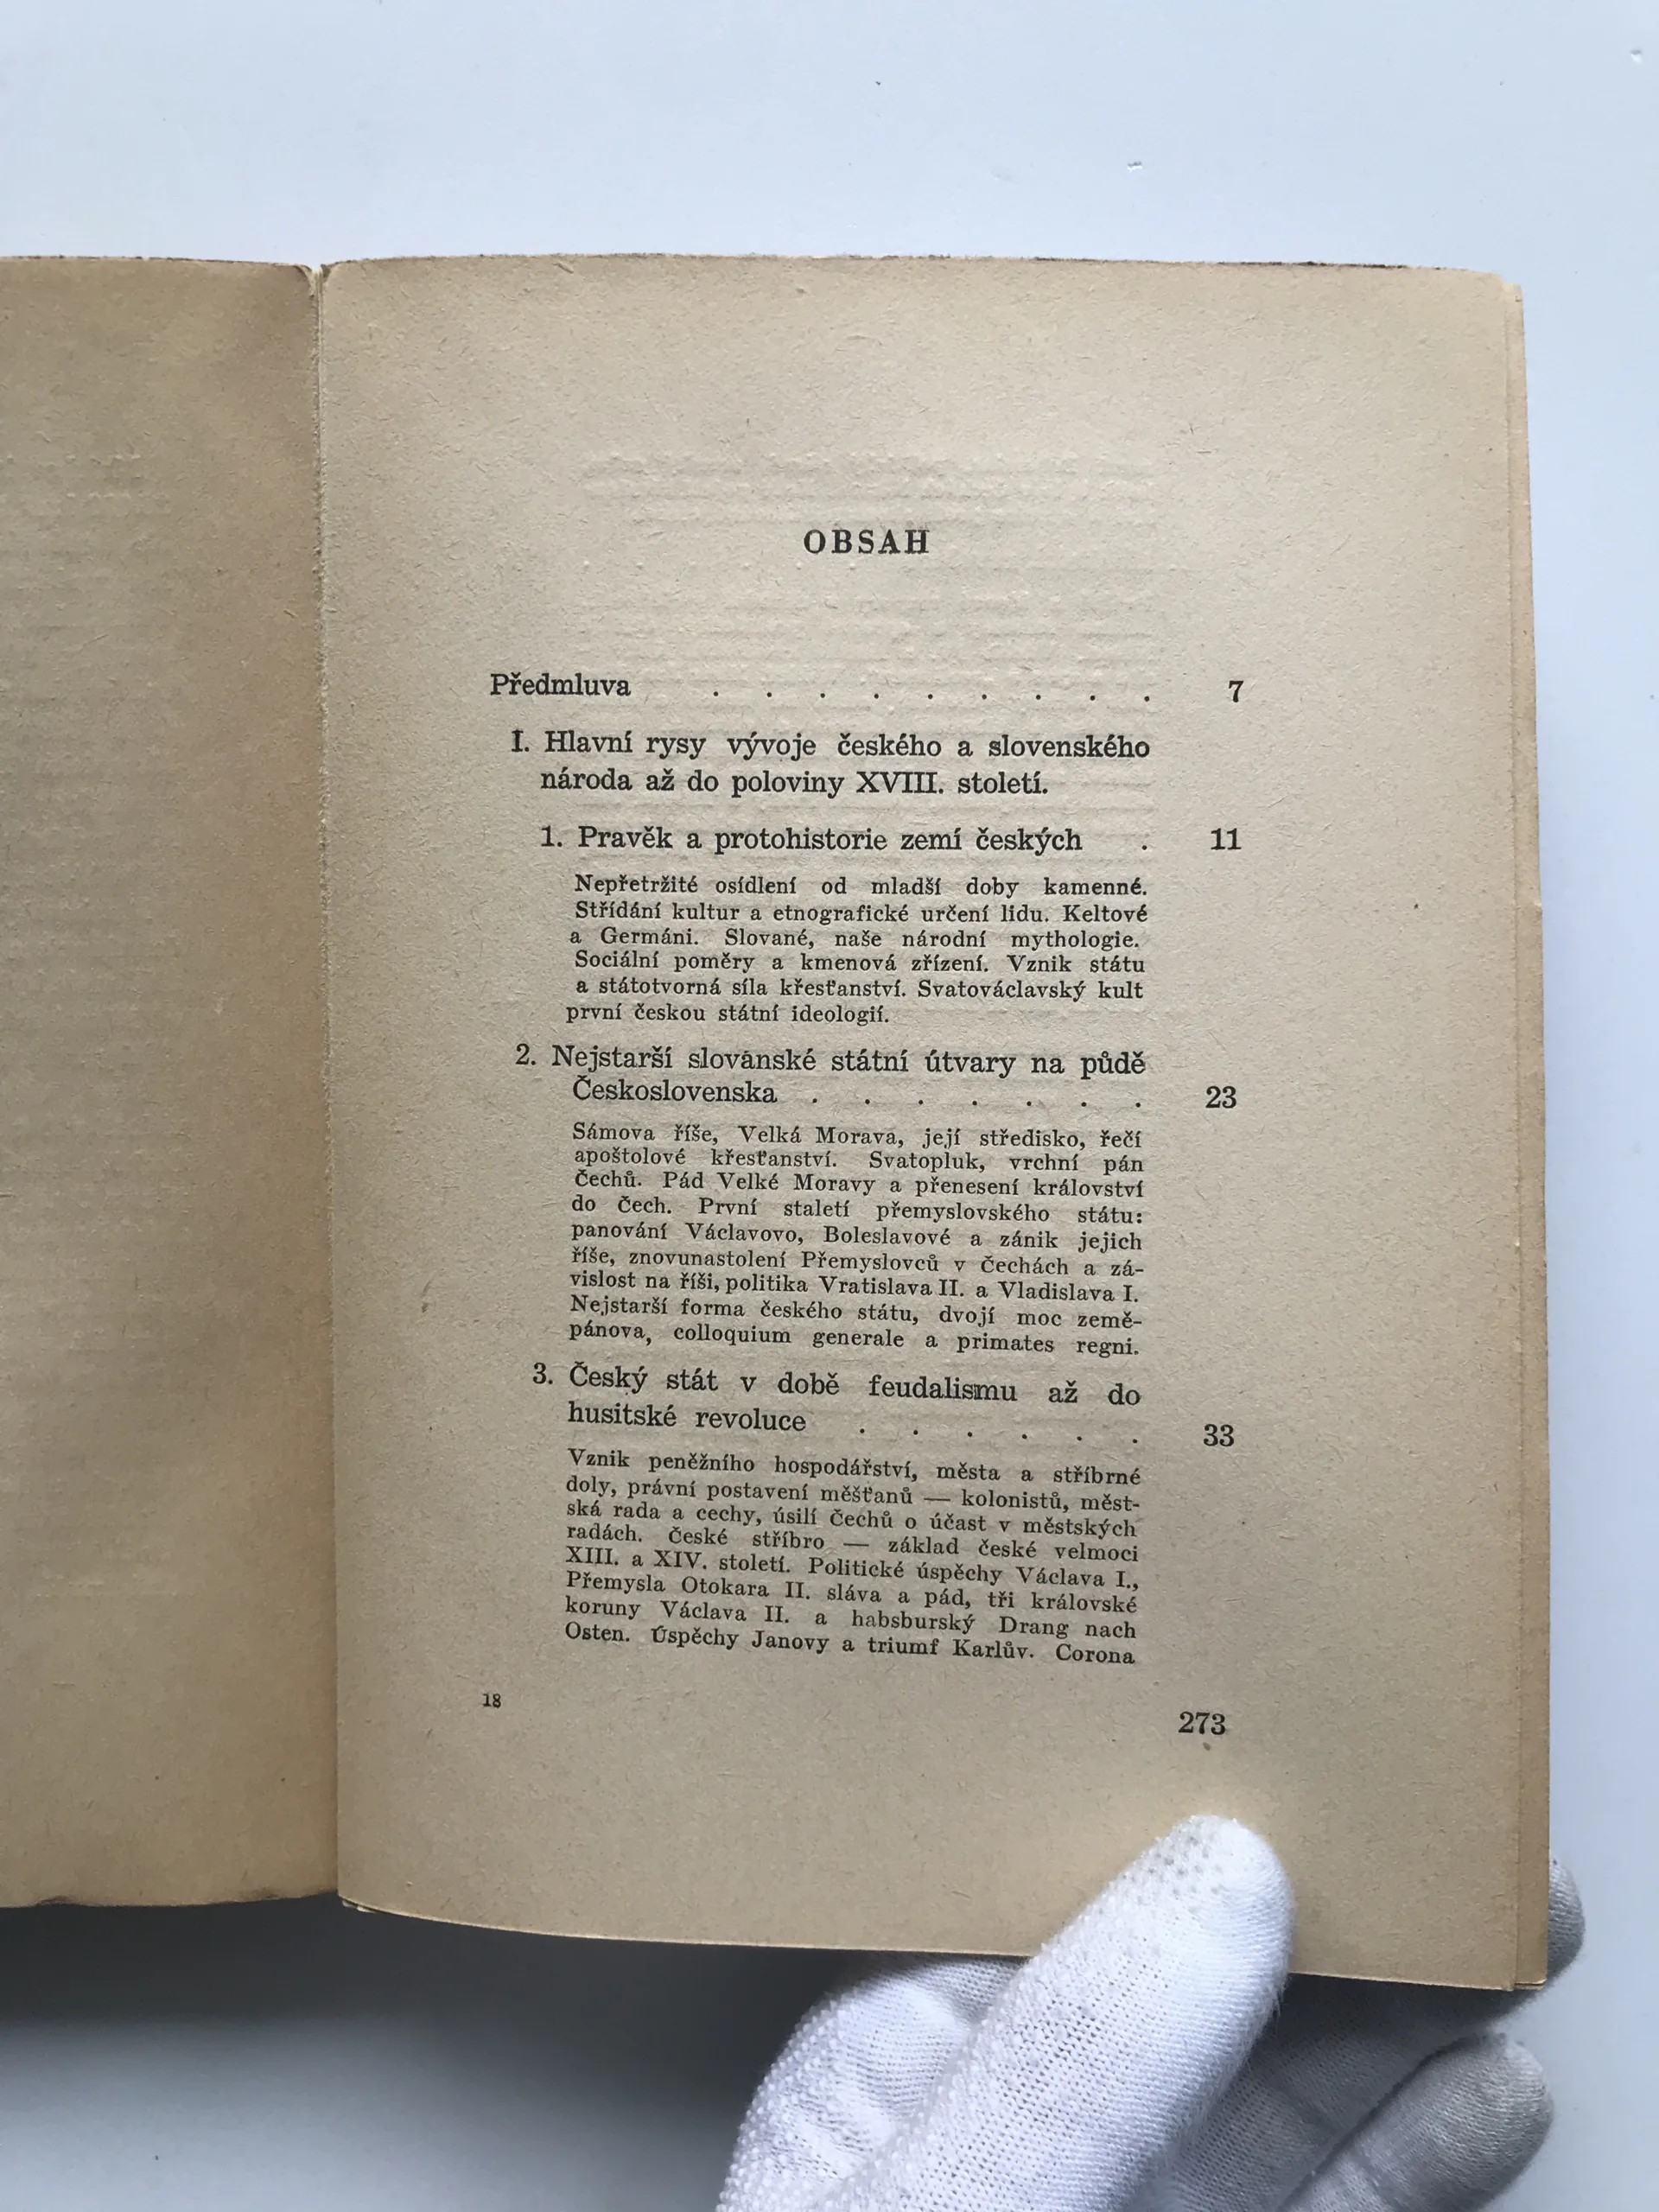 OBSAH
Předmluva . . . . . . . . . 7
I. Hlavní rysy vývoje českého a slovenského
národa až do poloviny XVIII. století.
1. Pravěk a protohistorie zemí českých . 11
Nepřetržité osídlení od mladší doby kamenné.
Střídání kultur a etnografické určení lidu. Keltové
a Germáni. Slované, naše národní mythologie.
Sociální poměry a kmenová zřízení. Vznik státu
a státotvorná síla křesťanství. Svatováclavský kult
první českou státní ideologií.
2. Nejstarší slovanské státní útvary na půdě
Československa . . . . . . . 23
Sámova říše, Velká Morava, její středisko, řečí
apoštolové křesťanství. Svatopluk, vrchní pán
Čechů. Pád Velké Moravy a přenesení království
do Čech. První staletí přemyslovského státu:
panování Václavovo, Boleslavové a zánik jejich
říše, znovunastolení Přemyslovců v Čechách a zá-
vislost na říši, politika Vratislava II. a Vladislava I.
Nejstarší forma českého státu, dvojí moc země-
pánova, colloquium generale a primates regni.
3. Český stát v době feudalismu až do
husitské revoluce . . . . . . 33
Vznik peněžního hospodářství, města a stříbrné
doly, právní postavení měšťanů — kolonistů, měst-
ská rada a cechy, úsilí Čechů o účast v městských
radách. České stříbro — základ české velmoci
XIII. a XIV. století. Politické úspěchy Václava I.,
Přemysla Otokara II. sláva a pád, tři královské
koruny Václava II. a habsburský Drang nach
Osten. Úspěchy Janovy a triumf Karlův. Corona
18
273